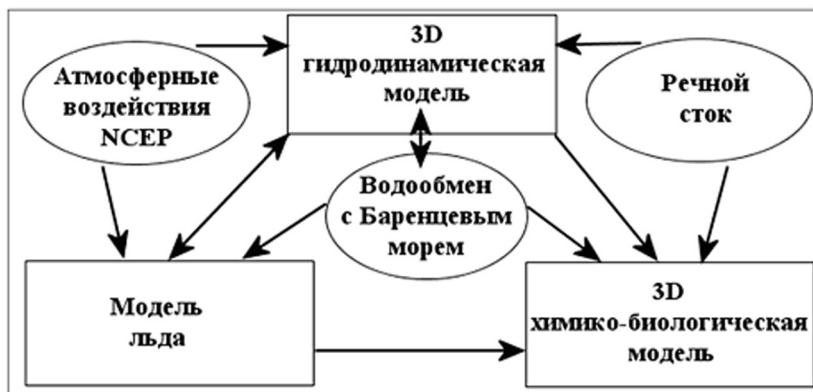 3D
гидродинамическая
модель
Атмосферные
воздействия
NCEP
Речной
сток
Водообмен
с Баренцевым
морем
Модель
льда
3D
химико-биологическая
модель